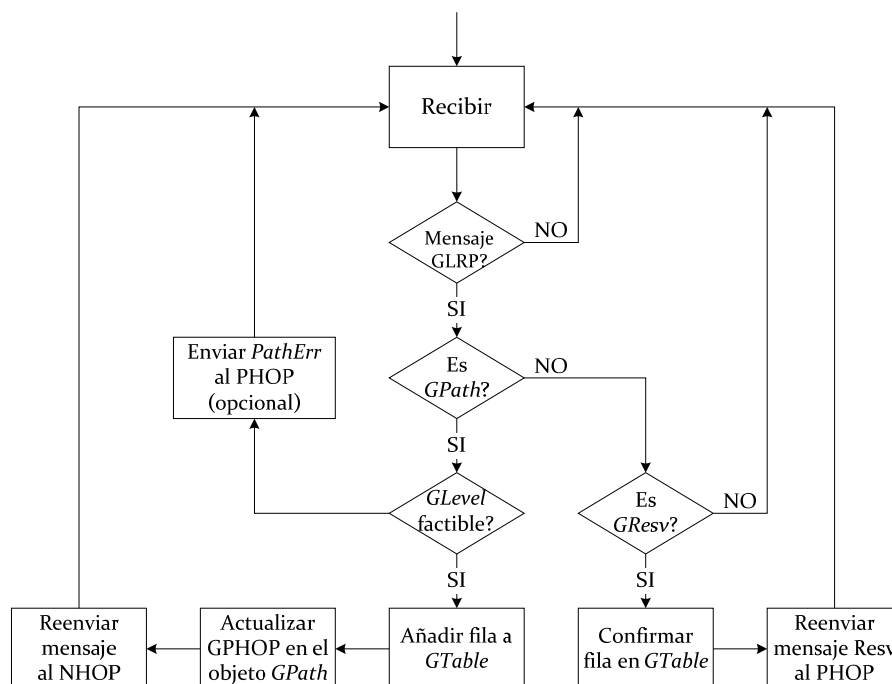 Recibir
Mensaje
GLRP?
NO
SI
Enviar PathErr
al PHOP
(opcional)
Es
GPath?
NO
SI
GLevel
factible?
Es
GResv?
NO
SI
SI
Reenviar
mensaje
al NHOP
Actualizar
GPHOP en el
objeto GPath
Añadir fila a
GTable
Confirmar
fila en GTable
Reenviar
mensaje Resv
al PHOP